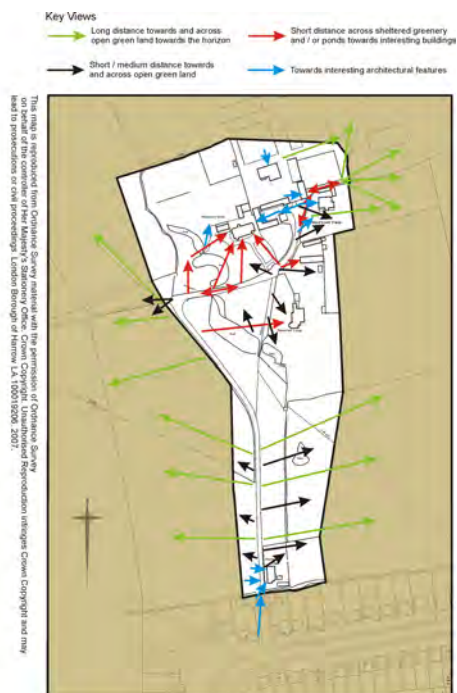 Key Views
Long distance towards and across
open green land towards the horizon
Short distance across sheltered greenery
and / or ponds towards interesting buildings
Short / medium distance towards
and across open green land
Towards interesting architectural features
This map is reproduced from Ordnance Survey material with the permission of Ordnance Survey
on behalf of the controller of Her Majesty's Stationery Office. Crown Copyright. Unauthorised Reproduction infringes Crown Copyright and may
lead to prosecutions or civil proceedings. London Borough of Harrow LA.100019206. 2007.